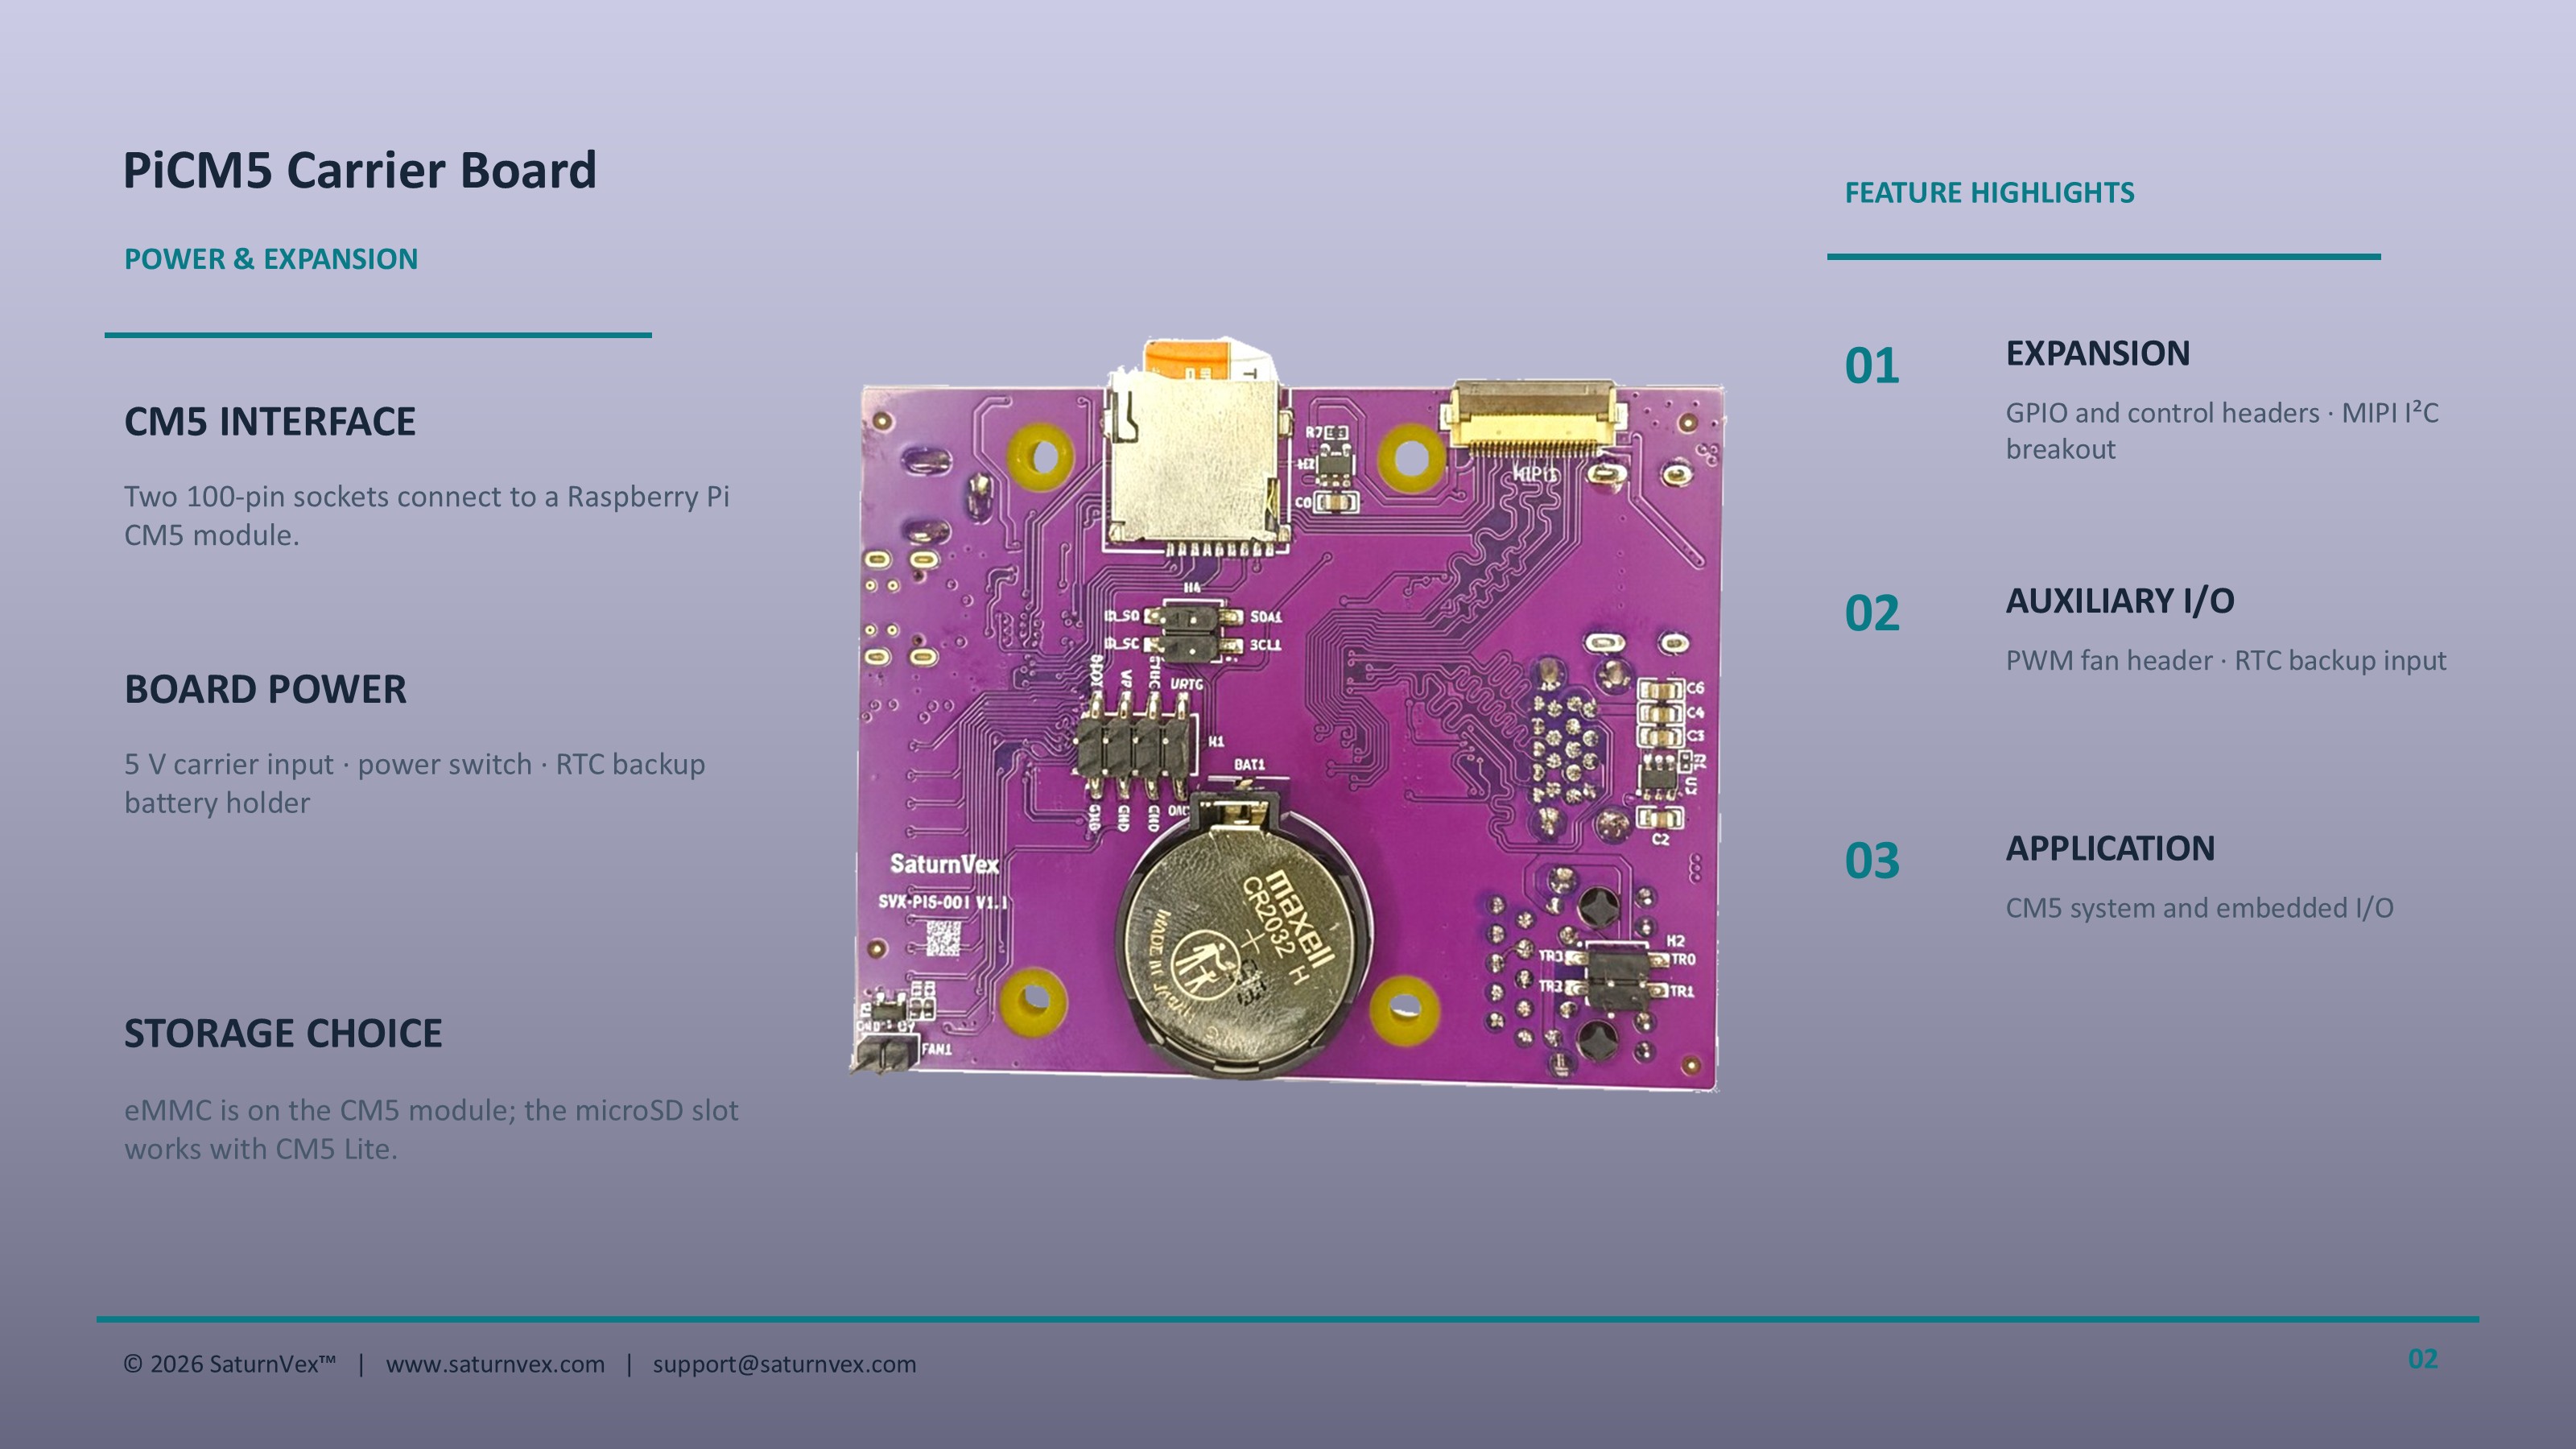 PiCM5 Carrier Board
POWER & EXPANSION
CM5 INTERFACE
Two 100-pin sockets connect to a Raspberry Pi
CM5 module.
BOARD POWER
5 V carrier input · power switch · RTC backup
battery holder
STORAGE CHOICE
eMMC is on the CM5 module; the microSD slot
works with CM5 Lite.
R7
C0
H4
SDA1
BAT1
GND
GND
SaturnVex
SVX-PI5-001 V1.1
maxell
CR2032 H
+
FAN1
C6
C4
C3
C2
TR0
TR1
FEATURE HIGHLIGHTS
01
EXPANSION
GPIO and control headers · MIPI I²C
breakout
02
AUXILIARY I/O
PWM fan header · RTC backup input
03
APPLICATION
CM5 system and embedded I/O
© 2026 SaturnVex™ | www.saturnvex.com | support@saturnvex.com
02